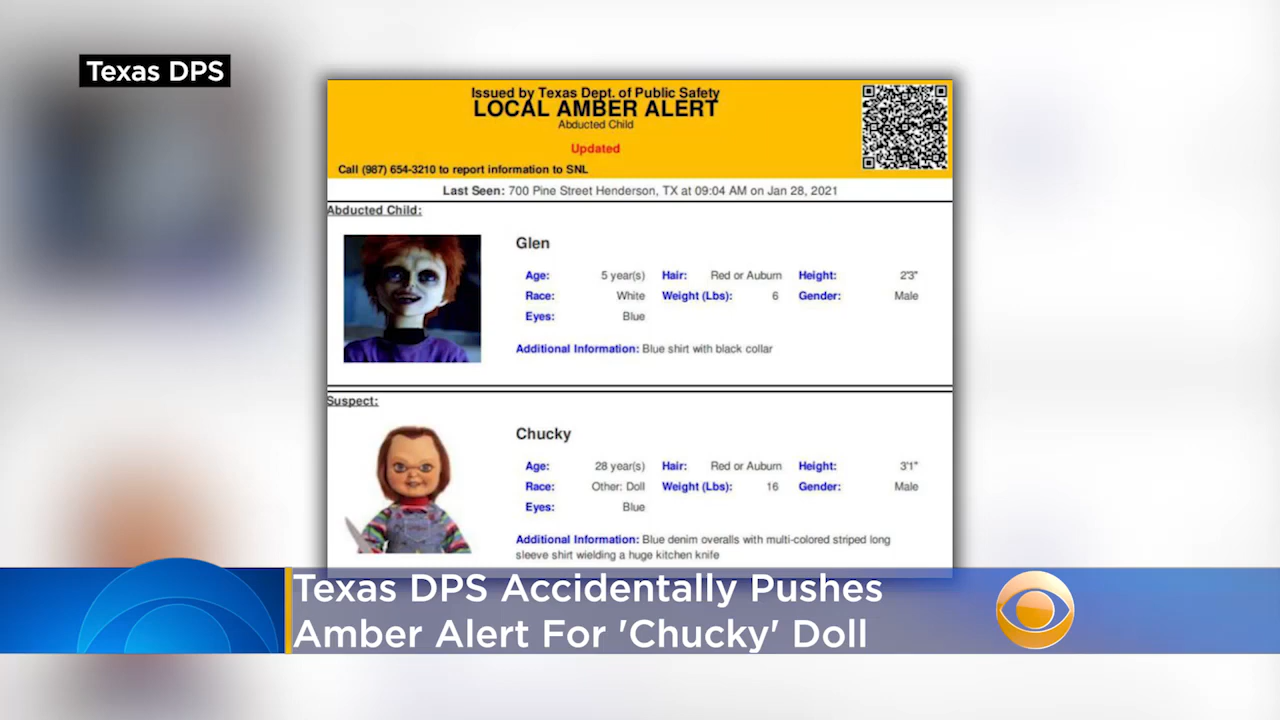 Texas DPS
Issued by Texas Dept. of Public Safety
LOCAL AMBER ALERT
Abducted Child
Updated
Call (987) 654-3210 to report information to SNL
Last Seen: 700 Pine Street Henderson, TX at 09:04 AM on Jan 28, 2021
Abducted Child:
Glen
Age: 5 year(s) Hair: Red or Auburn Height: 2'3"
Race: White Weight (Lbs): 6 Gender: Male
Eyes: Blue
Additional Information: Blue shirt with black collar
Suspect:
Chucky
Age: 28 year(s) Hair: Red or Auburn Height: 3'1"
Race: Other: Doll Weight (Lbs): 16 Gender: Male
Eyes: Blue
Additional Information: Blue denim overalls with multi-colored striped long
sleeve shirt wielding a huge kitchen knife
Texas DPS Accidentally Pushes
Amber Alert For 'Chucky' Doll